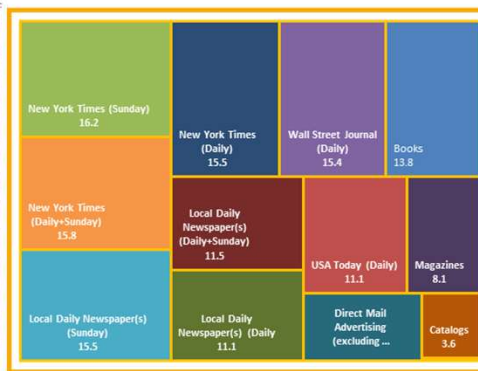 New York Times (Sunday)
16.2
New York Times
(Daily+Sunday)
15.8
Local Daily Newspaper(s)
(Sunday)
15.5
New York Times
(Daily)
15.5
Wall Street Journal
(Daily)
15.4
Books
13.8
Local Daily
Newspaper(s)
(Daily+Sunday)
11.5
Local Daily
Newspaper(s) (Daily
11.1
USA Today (Daily)
11.1
Magazines
8.1
Direct Mail
Advertising
(excluding ...
Catalogs
3.6